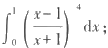 ∫₀¹ ( (x−1)/(x+1) )⁴ dx ;